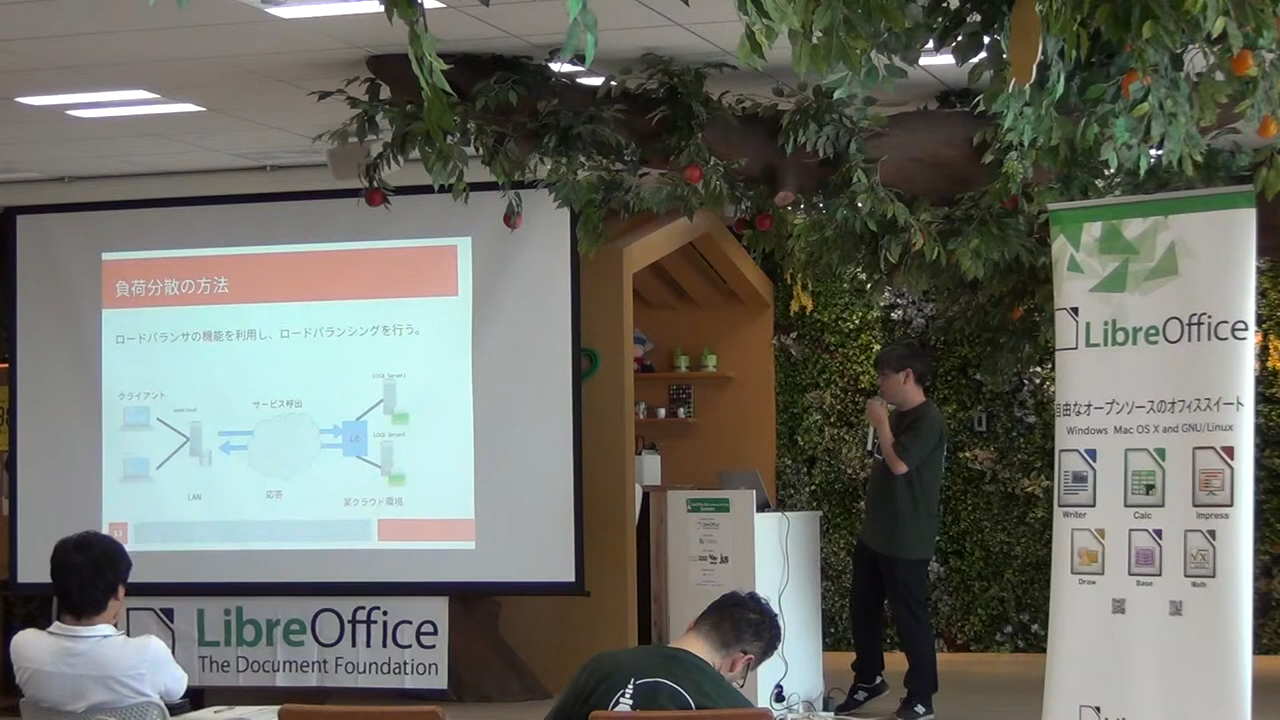 負荷分散の方法
ロードバランサの機能を利用し、ロードバランシングを行う。
クライアント
サービス呼出
LB
LAN
応答
某クラウド環境
13
LibreOffice
The Document Foundation
LibreOffice
自由なオープンソースのオフィススイート
Windows Mac OS X and GNU/Linux
Writer
Calc
Impress
Draw
Base
Math